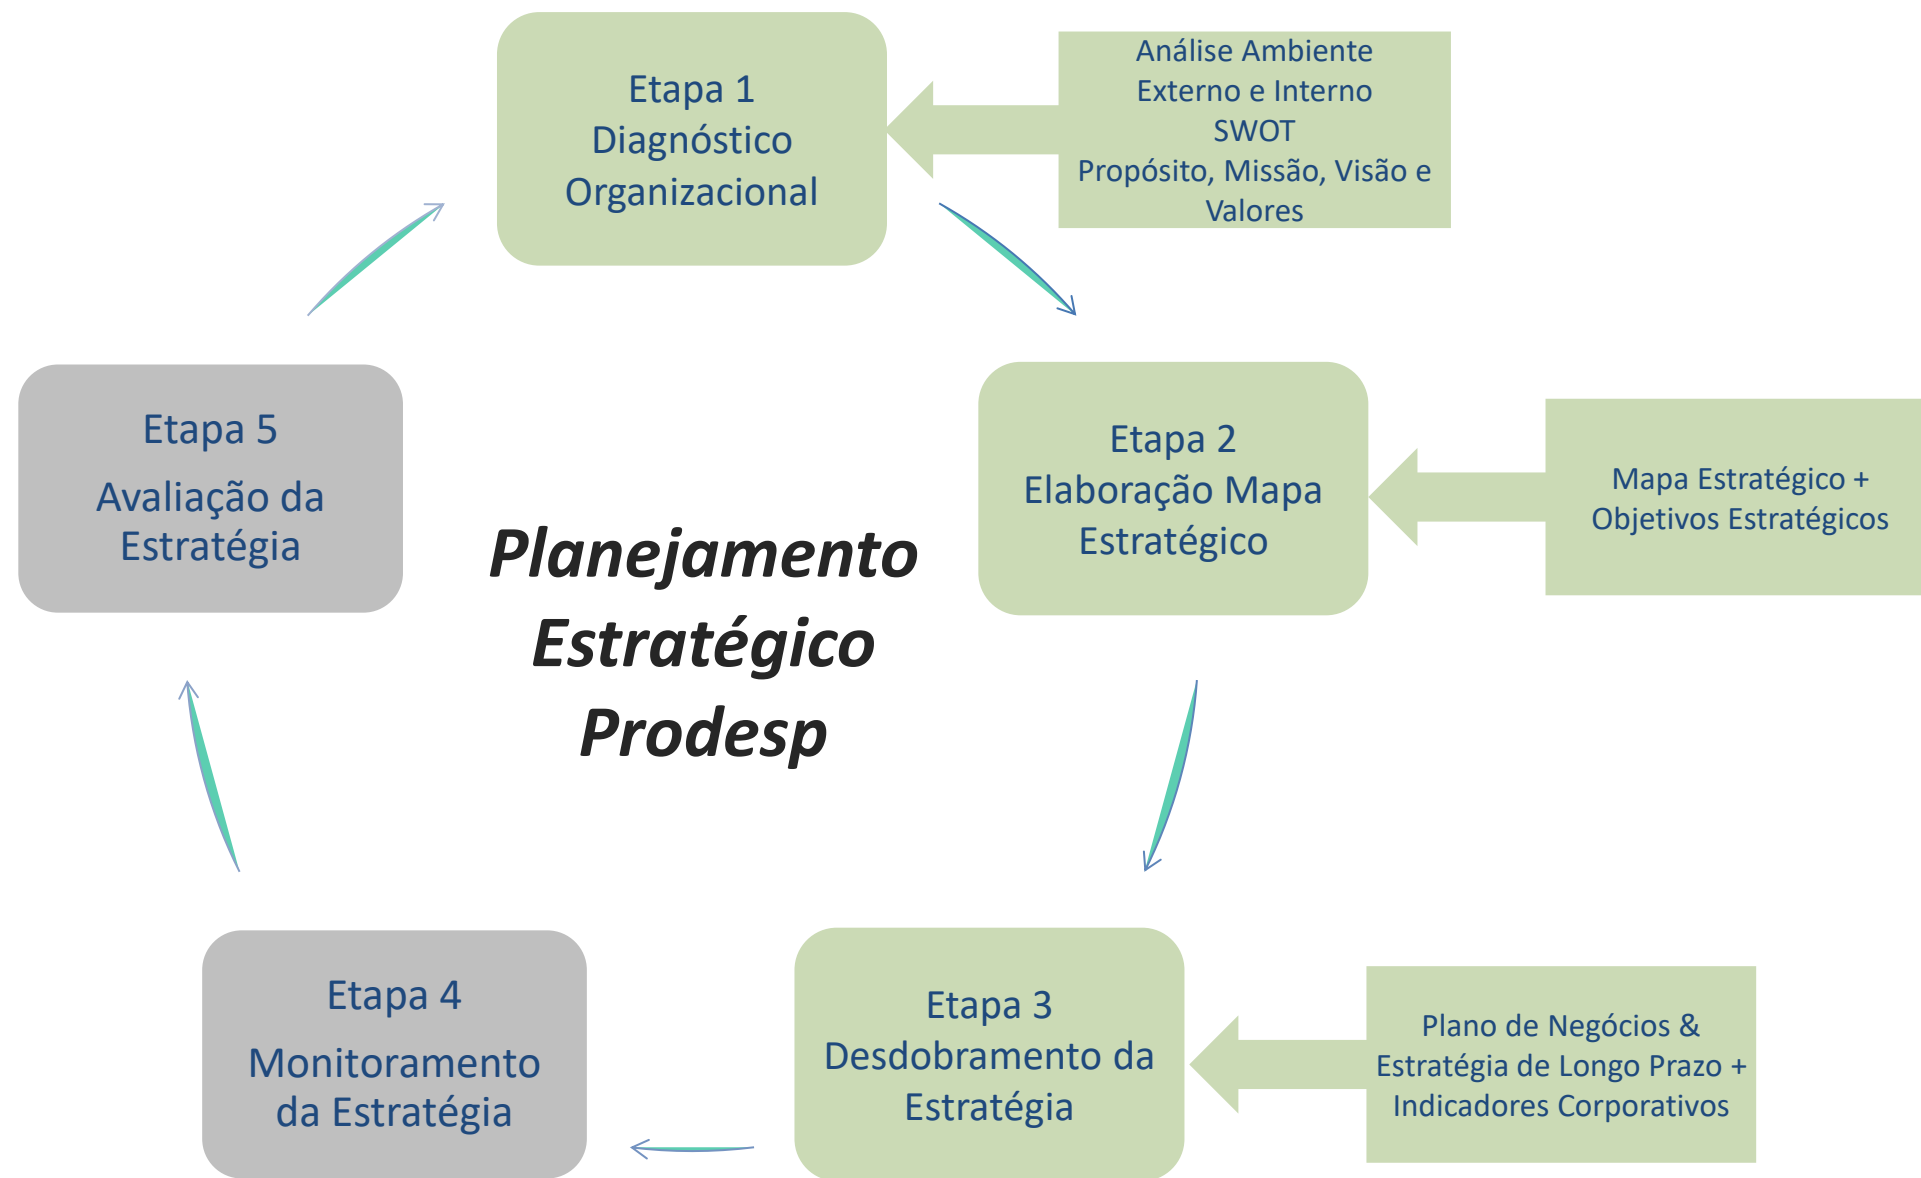 Etapa 1
Diagnóstico
Organizacional
Análise Ambiente
Externo e Interno
SWOT
Propósito, Missão, Visão e
Valores
Etapa 2
Elaboração Mapa
Estratégico
Mapa Estratégico +
Objetivos Estratégicos
Etapa 3
Desdobramento da
Estratégia
Plano de Negócios &
Estratégia de Longo Prazo +
Indicadores Corporativos
Etapa 4
Monitoramento
da Estratégia
Etapa 5
Avaliação da
Estratégia
Planejamento
Estratégico
Prodesp